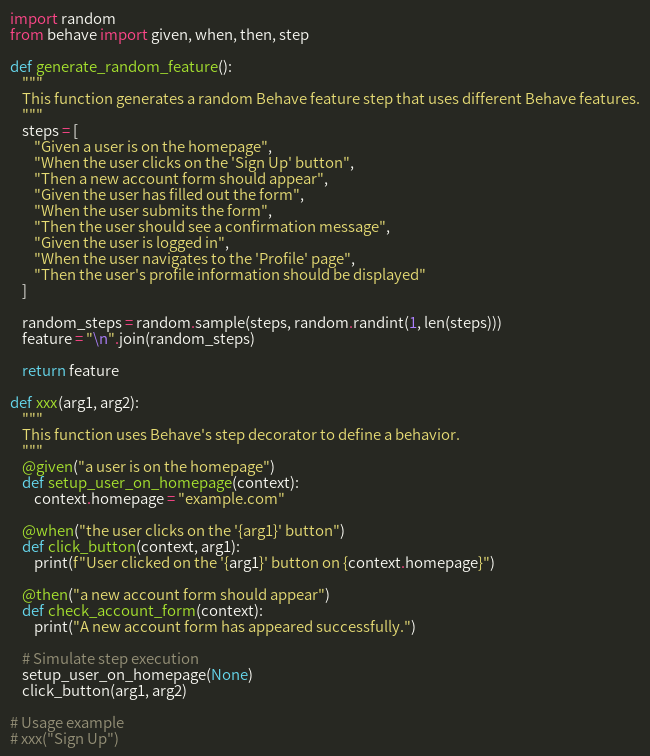 import random
from behave import given, when, then, step

def generate_random_feature():
    """
    This function generates a random Behave feature step that uses different Behave features.
    """
    steps = [
        "Given a user is on the homepage",
        "When the user clicks on the 'Sign Up' button",
        "Then a new account form should appear",
        "Given the user has filled out the form",
        "When the user submits the form",
        "Then the user should see a confirmation message",
        "Given the user is logged in",
        "When the user navigates to the 'Profile' page",
        "Then the user's profile information should be displayed"
    ]

    random_steps = random.sample(steps, random.randint(1, len(steps)))
    feature = "\n".join(random_steps)

    return feature

def xxx(arg1, arg2):
    """
    This function uses Behave's step decorator to define a behavior.
    """
    @given("a user is on the homepage")
    def setup_user_on_homepage(context):
        context.homepage = "example.com"

    @when("the user clicks on the '{arg1}' button")
    def click_button(context, arg1):
        print(f"User clicked on the '{arg1}' button on {context.homepage}")

    @then("a new account form should appear")
    def check_account_form(context):
        print("A new account form has appeared successfully.")

    # Simulate step execution
    setup_user_on_homepage(None)
    click_button(arg1, arg2)

# Usage example
# xxx("Sign Up")